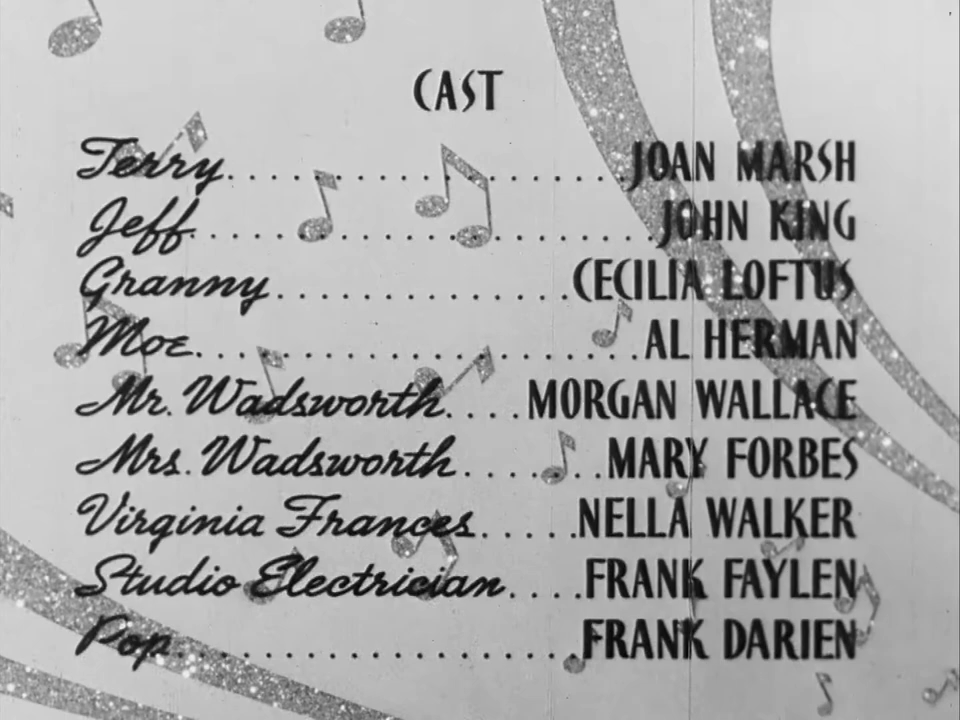 CAST
Terry......................JOAN MARSH
Jeff..........................JOHN KING
Granny..............CECILIA LOFTUS
Moe......................AL HERMAN
Mr. Wadsworth....MORGAN WALLACE
Mrs. Wadsworth.......MARY FORBES
Virginia Frances......NELLA WALKER
Studio Electrician....FRANK FAYLEN
Pop....................FRANK DARIEN